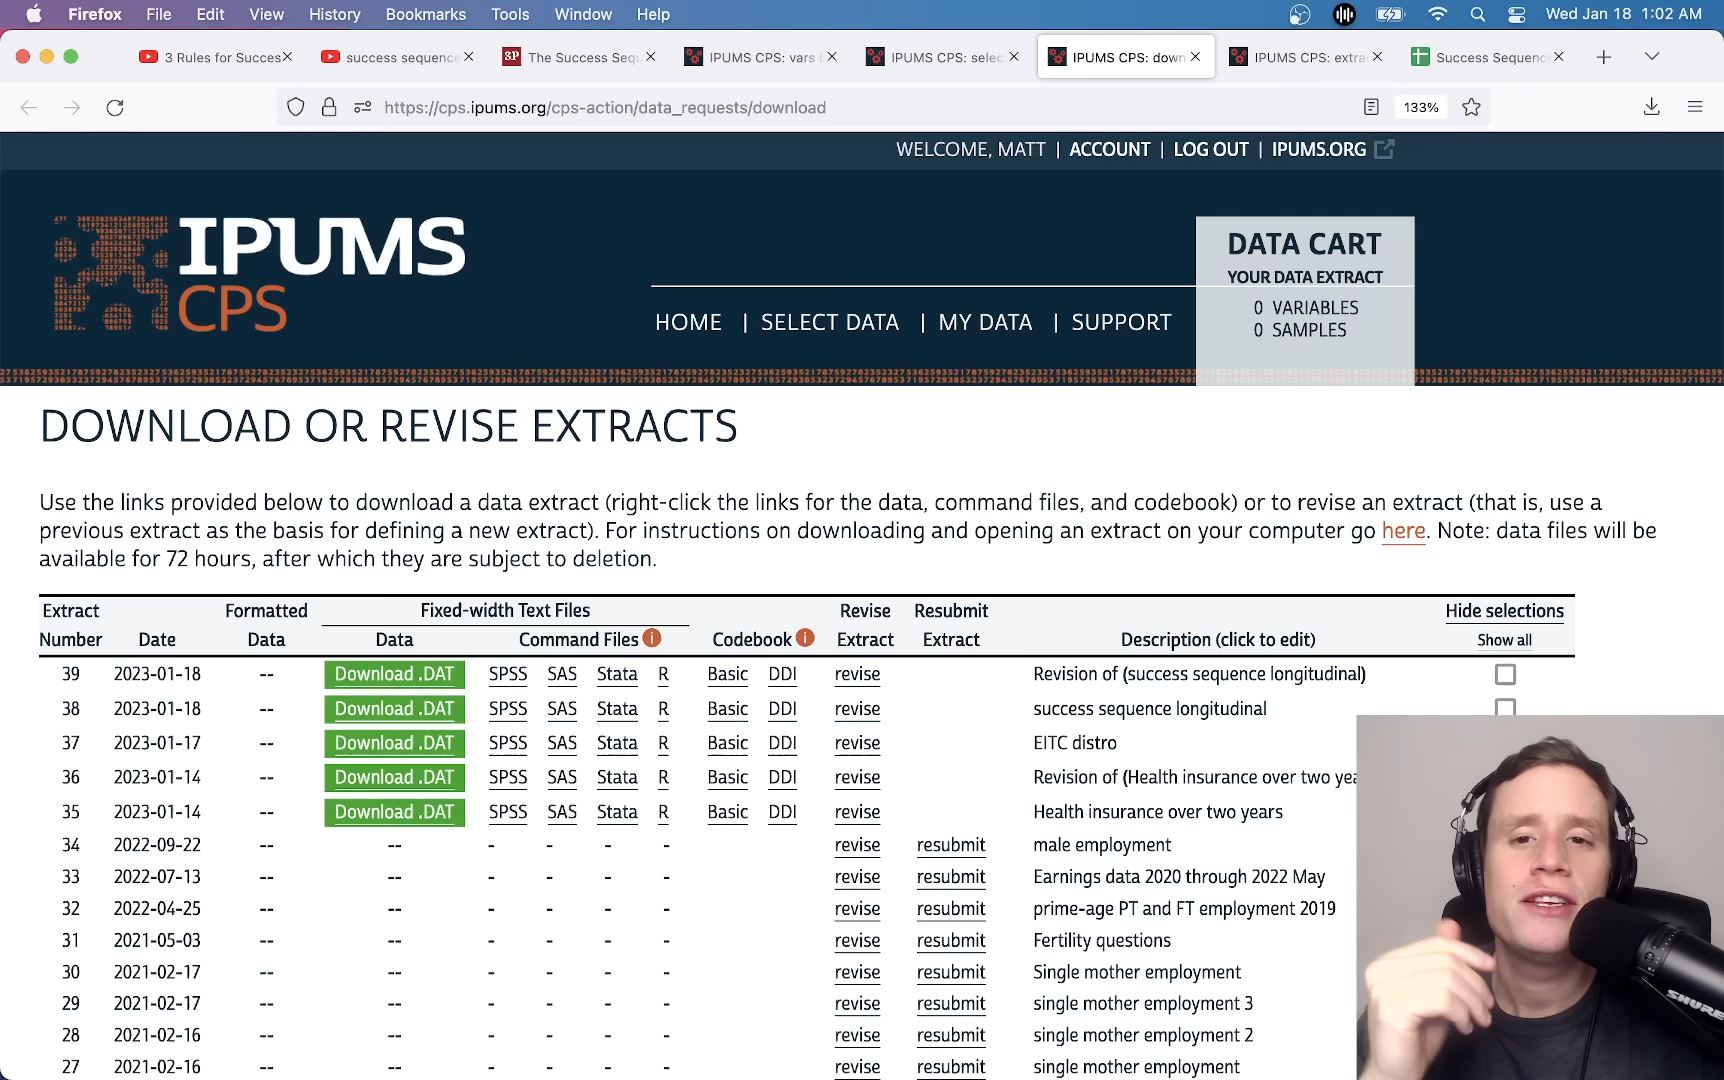 Firefox File Edit View History Bookmarks Tools Window Help Wed Jan 18 1:02 AM
3 Rules for Succes success sequence The Success Sequ IPUMS CPS: vars IPUMS CPS: selec IPUMS CPS: down IPUMS CPS: extra Success Sequenc
https://cps.ipums.org/cps-action/data_requests/download 133%
WELCOME, MATT | ACCOUNT | LOG OUT | IPUMS.ORG
IPUMS
CPS
HOME | SELECT DATA | MY DATA | SUPPORT
DATA CART
YOUR DATA EXTRACT
0 VARIABLES
0 SAMPLES
DOWNLOAD OR REVISE EXTRACTS
Use the links provided below to download a data extract (right-click the links for the data, command files, and codebook) or to revise an extract (that is, use a
previous extract as the basis for defining a new extract). For instructions on downloading and opening an extract on your computer go here. Note: data files will be
available for 72 hours, after which they are subject to deletion.
Extract Formatted Fixed-width Text Files Revise Resubmit Hide selections
Number Date Data Data Command Files Codebook Extract Extract Description (click to edit) Show all
39 2023-01-18 -- Download .DAT SPSS SAS Stata R Basic DDI revise Revision of (success sequence longitudinal)
38 2023-01-18 -- Download .DAT SPSS SAS Stata R Basic DDI revise success sequence longitudinal
37 2023-01-17 -- Download .DAT SPSS SAS Stata R Basic DDI revise EITC distro
36 2023-01-14 -- Download .DAT SPSS SAS Stata R Basic DDI revise Revision of (Health insurance over two yea
35 2023-01-14 -- Download .DAT SPSS SAS Stata R Basic DDI revise Health insurance over two years
34 2022-09-22 -- -- - - - - revise resubmit male employment
33 2022-07-13 -- -- - - - - revise resubmit Earnings data 2020 through 2022 May
32 2022-04-25 -- -- - - - - revise resubmit prime-age PT and FT employment 2019
31 2021-05-03 -- -- - - - - revise resubmit Fertility questions
30 2021-02-17 -- -- - - - - revise resubmit Single mother employment
29 2021-02-17 -- -- - - - - revise resubmit single mother employment 3
28 2021-02-16 -- -- - - - - revise resubmit single mother employment 2
27 2021-02-16 -- -- - - - - revise resubmit single mother employment
SHURE